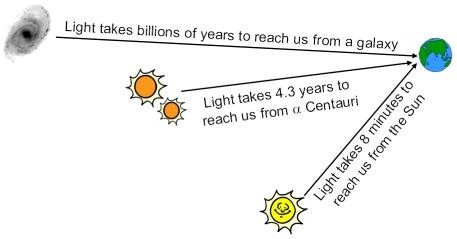 Light takes billions of years to reach us from a galaxy
Light takes 4.3 years to
reach us from α Centauri
Light takes 8 minutes to
reach us from the Sun